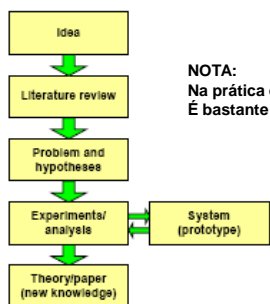 Idea
Literature review
NOTA:
Na prática
É bastante
Problem and
hypotheses
Experiments/
analysis
System
(prototype)
Theory/paper
(new knowledge)